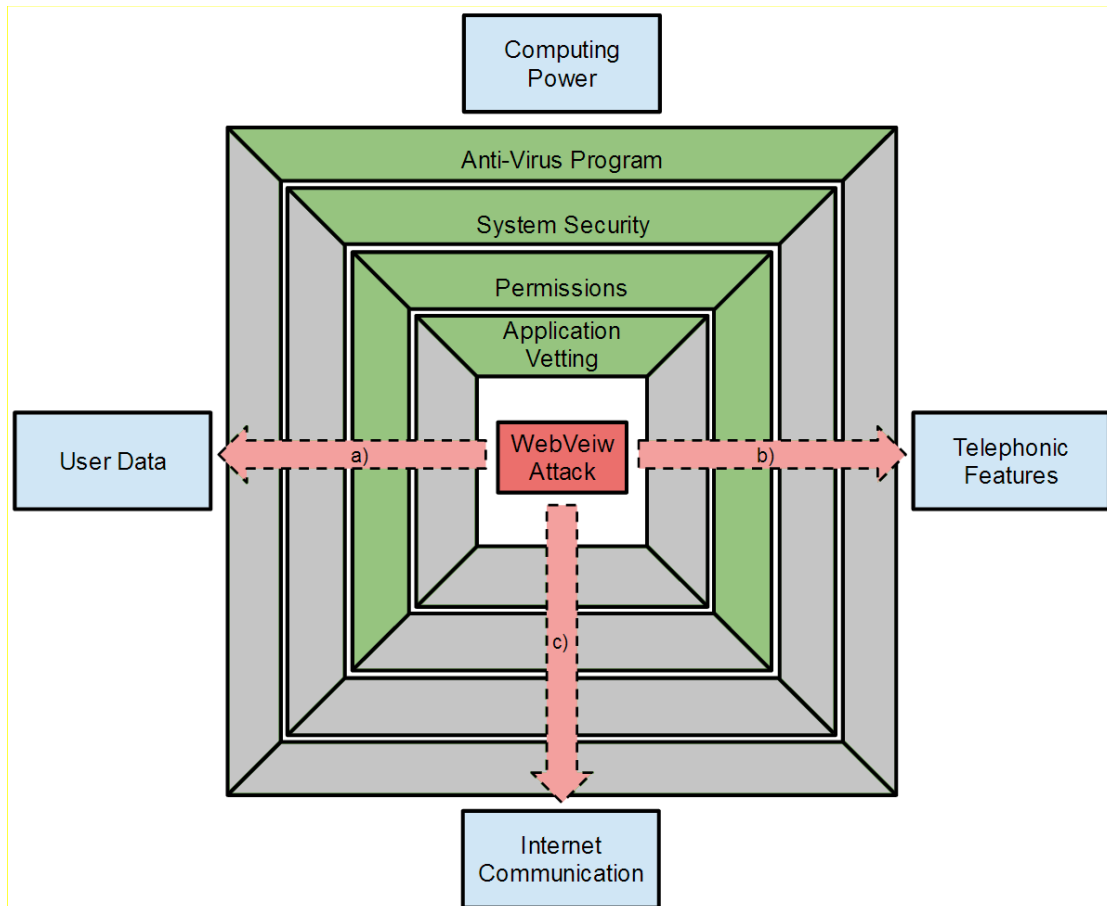 Computing
Power
Anti-Virus Program
System Security
Permissions
Application
Vetting
User Data
a)
WebVeiw
Attack
b)
Telephonic
Features
c)
Internet
Communication